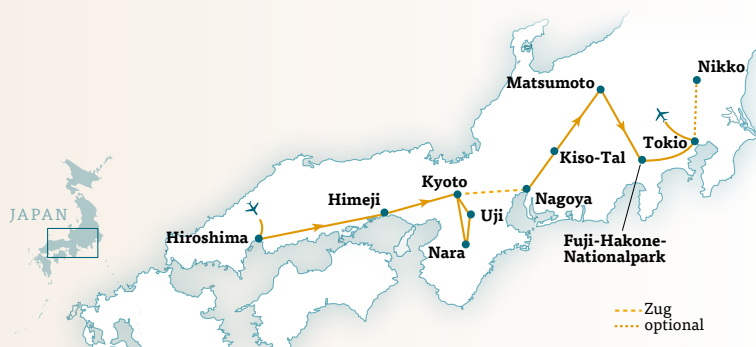 Nikko
Matsumoto
Tokio
Kiso-Tal
Kyoto
Himeji
Nagoya
Uji
JAPAN
Hiroshima
Nara
Fuji-Hakone-
Nationalpark
Zug
optional